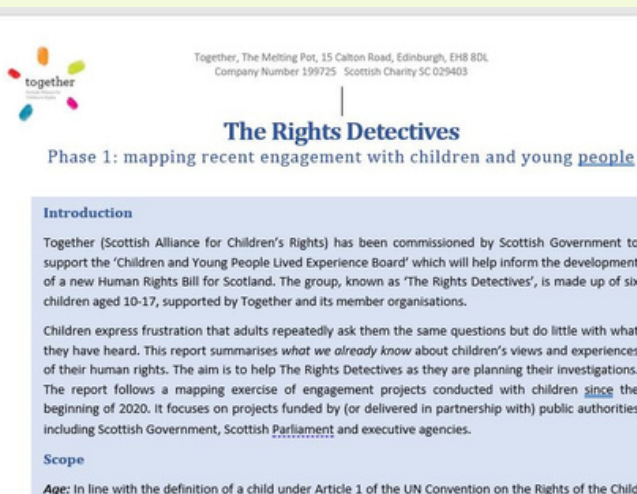 together
Together, The Melting Pot, 15 Calton Road, Edinburgh, EH8 8DL
Company Number 199725 Scottish Charity SC 029403
The Rights Detectives
Phase 1: mapping recent engagement with children and young people
Introduction
Together (Scottish Alliance for Children's Rights) has been commissioned by Scottish Government to
support the 'Children and Young People Lived Experience Board' which will help inform the development
of a new Human Rights Bill for Scotland. The group, known as 'The Rights Detectives', is made up of six
children aged 10-17, supported by Together and its member organisations.
Children express frustration that adults repeatedly ask them the same questions but do little with what
they have heard. This report summarises what we already know about children's views and experiences
of their human rights. The aim is to help The Rights Detectives as they are planning their investigations.
The report follows a mapping exercise of engagement projects conducted with children since the
beginning of 2020. It focuses on projects funded by (or delivered in partnership with) public authorities
including Scottish Government, Scottish Parliament and executive agencies.
Scope
Age: In line with the definition of a child under Article 1 of the UN Convention on the Rights of the Child